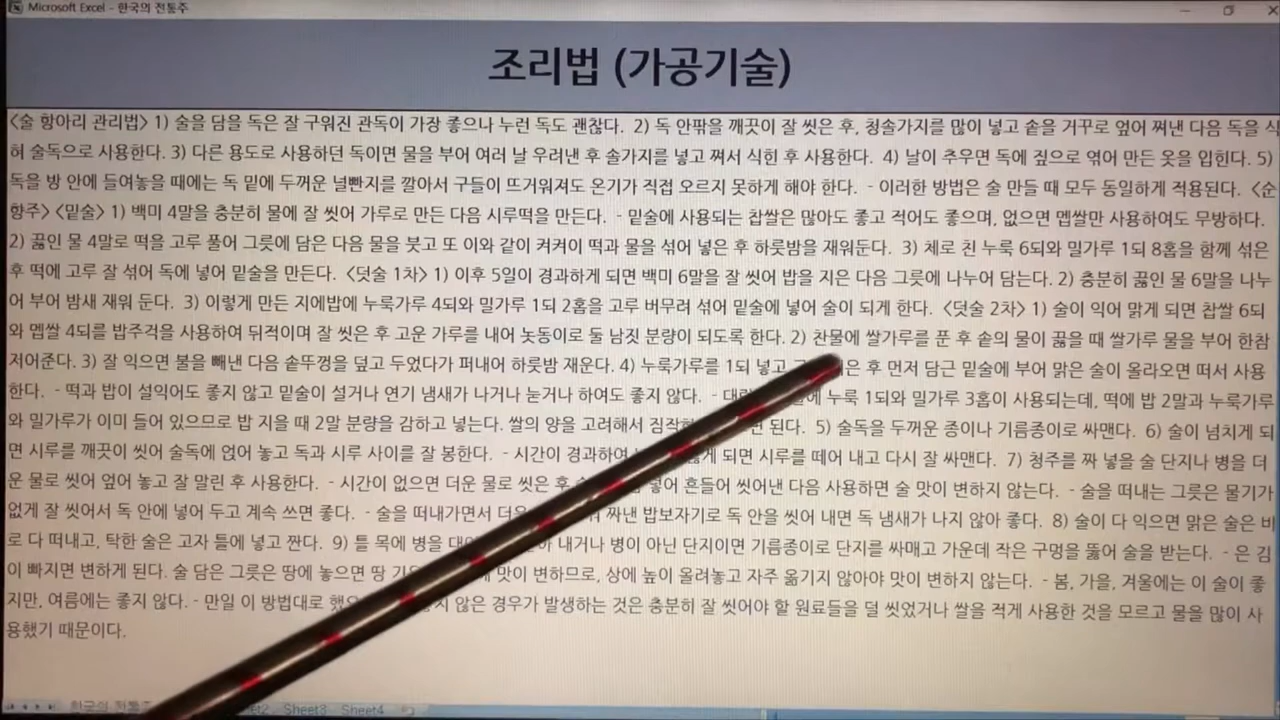 Microsoft Excel - 한국의 전통주
조리법 (가공기술)
<술 항아리 관리법> 1) 술을 담을 독은 잘 구워진 관독이 가장 좋으나 누런 독도 괜찮다. 2) 독 안팎을 깨끗이 잘 씻은 후, 청솔가지를 많이 넣고 솥을 거꾸로 엎어 쪄낸 다음 독을 식
혀 술독으로 사용한다. 3) 다른 용도로 사용하던 독이면 물을 부어 여러 날 우려낸 후 솔가지를 넣고 쪄서 식힌 후 사용한다. 4) 날이 추우면 독에 짚으로 엮어 만든 옷을 입힌다. 5)
독을 방 안에 들여놓을 때에는 독 밑에 두꺼운 널빤지를 깔아서 구들이 뜨거워져도 온기가 직접 오르지 못하게 해야 한다. - 이러한 방법은 술 만들 때 모두 동일하게 적용된다. <순
향주> <밑술> 1) 백미 4말을 충분히 물에 잘 씻어 가루로 만든 다음 시루떡을 만든다. - 밑술에 사용되는 찹쌀은 많아도 좋고 적어도 좋으며, 없으면 멥쌀만 사용하여도 무방하다.
2) 끓인 물 4말로 떡을 고루 풀어 그릇에 담은 다음 물을 붓고 또 이와 같이 켜켜이 떡과 물을 섞어 넣은 후 하룻밤을 재워둔다. 3) 체로 친 누룩 6되와 밀가루 1되 8홉을 함께 섞은
후 떡에 고루 잘 섞어 독에 넣어 밑술을 만든다. <덧술 1차> 1) 이후 5일이 경과하게 되면 백미 6말을 잘 씻어 밥을 지은 다음 그릇에 나누어 담는다. 2) 충분히 끓인 물 6말을 나누
어 부어 밤새 재워 둔다. 3) 이렇게 만든 지에밥에 누룩가루 4되와 밀가루 1되 2홉을 고루 버무려 섞어 밑술에 넣어 술이 되게 한다. <덧술 2차> 1) 술이 익어 맑게 되면 찹쌀 6되
와 멥쌀 4되를 밥주걱을 사용하여 뒤적이며 잘 씻은 후 고운 가루를 내어 놋동이로 둘 남짓 분량이 되도록 한다. 2) 찬물에 쌀가루를 푼 후 솥의 물이 끓을 때 쌀가루 물을 부어 한참
저어준다. 3) 잘 익으면 불을 빼낸 다음 솥뚜껑을 덮고 두었다가 퍼내어 하룻밤 재운다. 4) 누룩가루를 1되 넣고 후 먼저 담근 밑술에 부어 맑은 술이 올라오면 떠서 사용
한다. - 떡과 밥이 설익어도 좋지 않고 밑술이 설거나 연기 냄새가 나거나 눋거나 하여도 좋지 않다. - 누룩 1되와 밀가루 3홉이 사용되는데, 떡에 밥 2말과 누룩가루
와 밀가루가 이미 들어 있으므로 밥 지을 때 2말 분량을 감하고 넣는다. 쌀의 양을 고려해서 된다. 5) 술독을 두꺼운 종이나 기름종이로 싸맨다. 6) 술이 넘치게 되
면 시루를 깨끗이 씻어 술독에 얹어 놓고 독과 시루 사이를 잘 봉한다. - 시간이 되면 시루를 떼어 내고 다시 잘 싸맨다. 7) 청주를 짜 넣을 술 단지나 병을 더
운 물로 씻어 엎어 놓고 잘 말린 후 사용한다. - 시간이 없으면 더운 물로 씻은 후 넣어 흔들어 씻어낸 다음 사용하면 술 맛이 변하지 않는다. - 술을 떠내는 그릇은 물기가
없게 잘 씻어서 독 안에 넣어 두고 계속 쓰면 좋다. - 술을 떠내가면서 짜낸 밥보자기로 독 안을 씻어 내면 독 냄새가 나지 않아 좋다. 8) 술이 다 익으면 맑은 술은 바
로 다 떠내고, 탁한 술은 고자 틀에 넣고 짠다. 9) 틀 목에 병을 내거나 병이 아닌 단지이면 기름종이로 단지를 싸매고 가운데 작은 구멍을 뚫어 술을 받는다. - 은 김
이 빠지면 변하게 된다. 술 담은 그릇은 땅에 놓으면 땅 맛이 변하므로, 상에 높이 올려놓고 자주 옮기지 않아야 맛이 변하지 않는다. - 봄, 가을, 겨울에는 이 술이 좋
지만, 여름에는 좋지 않다. - 만일 이 방법대로 않은 경우가 발생하는 것은 충분히 잘 씻어야 할 원료들을 덜 씻었거나 쌀을 적게 사용한 것을 모르고 물을 많이 사
용했기 때문이다.
한국의 Sheet3 Sheet4